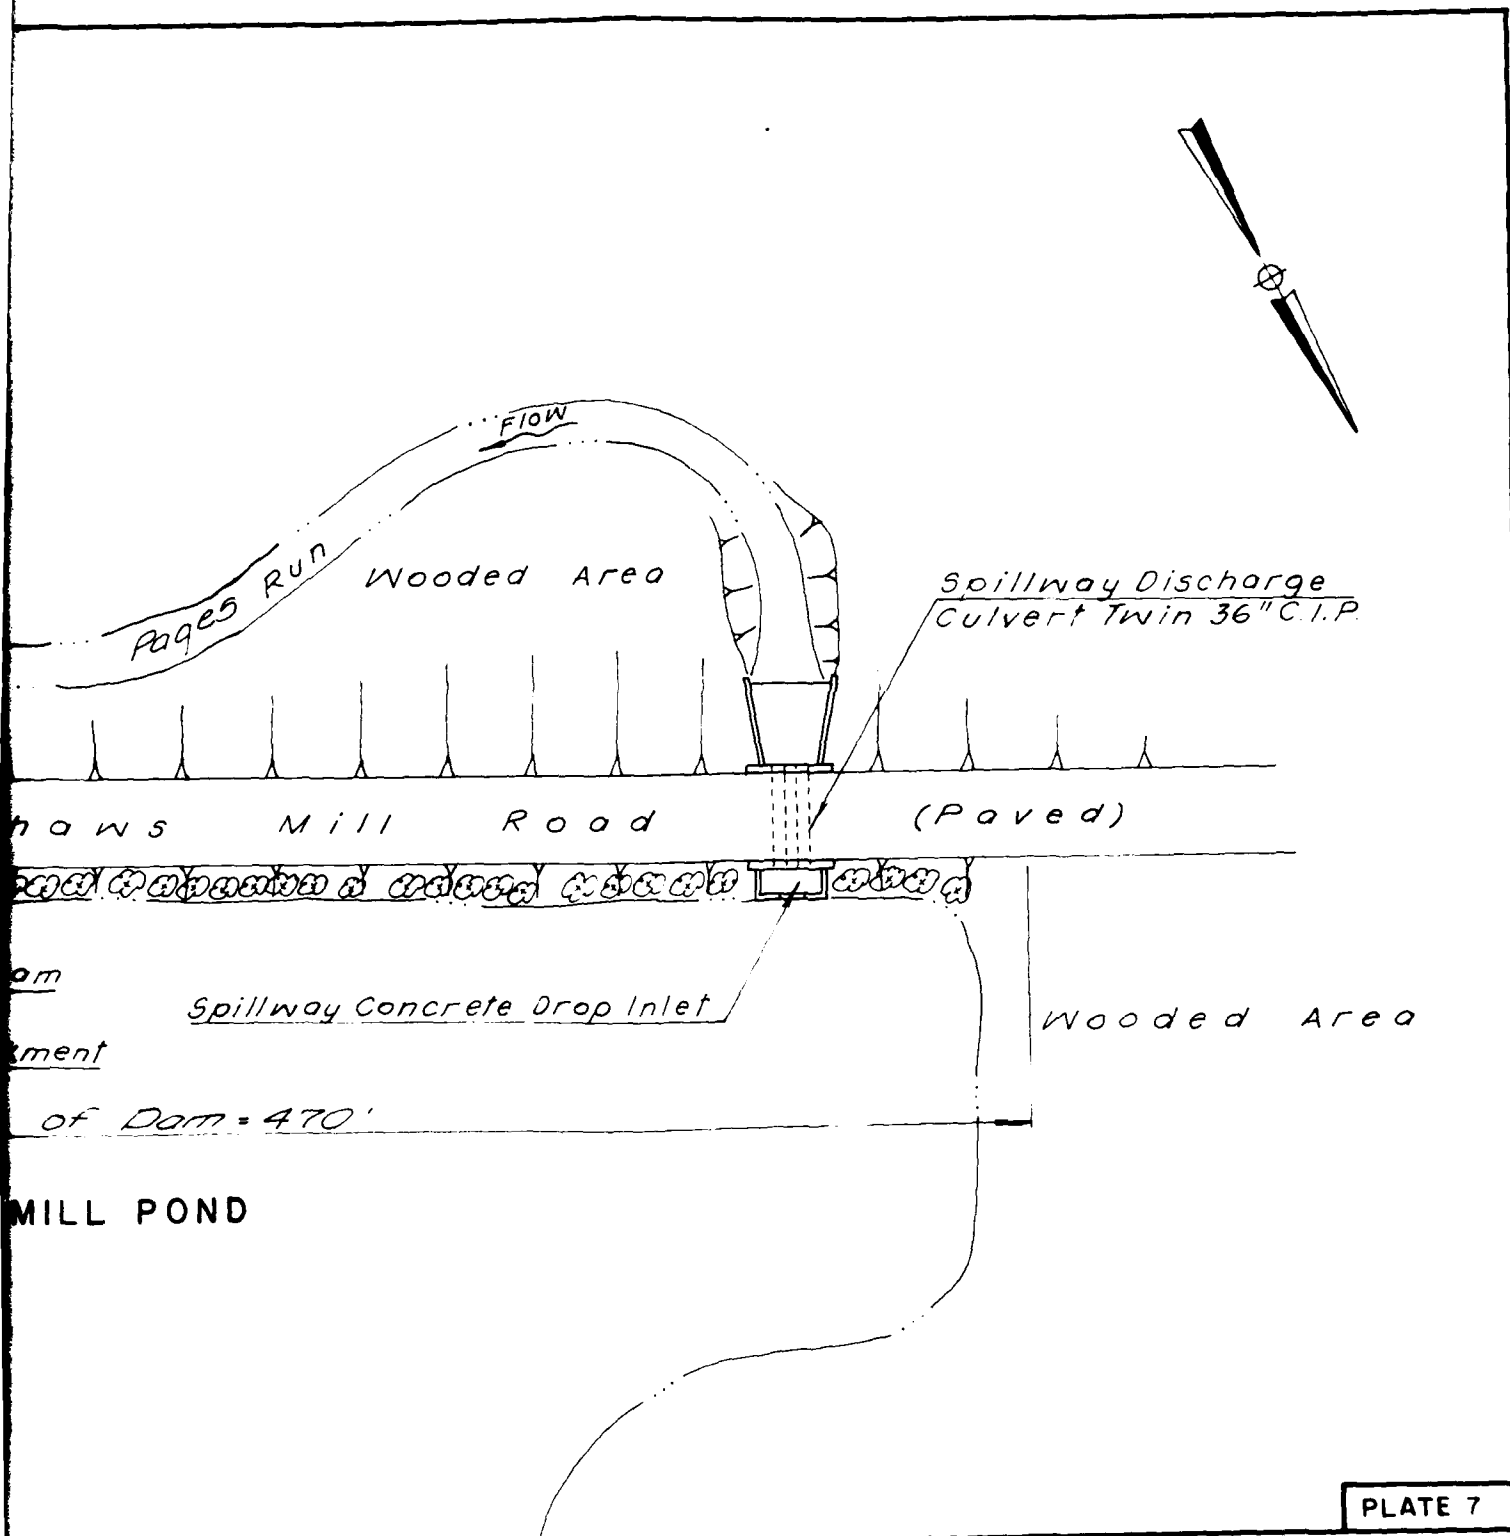 Flow
Pages Run
Wooded Area
Spillway Discharge
Culvert Twin 36" C.I.P.
haws Mill Road (Paved)
am
Spillway Concrete Drop Inlet
Wooded Area
kment
of Dam = 470'
MILL POND
PLATE 7